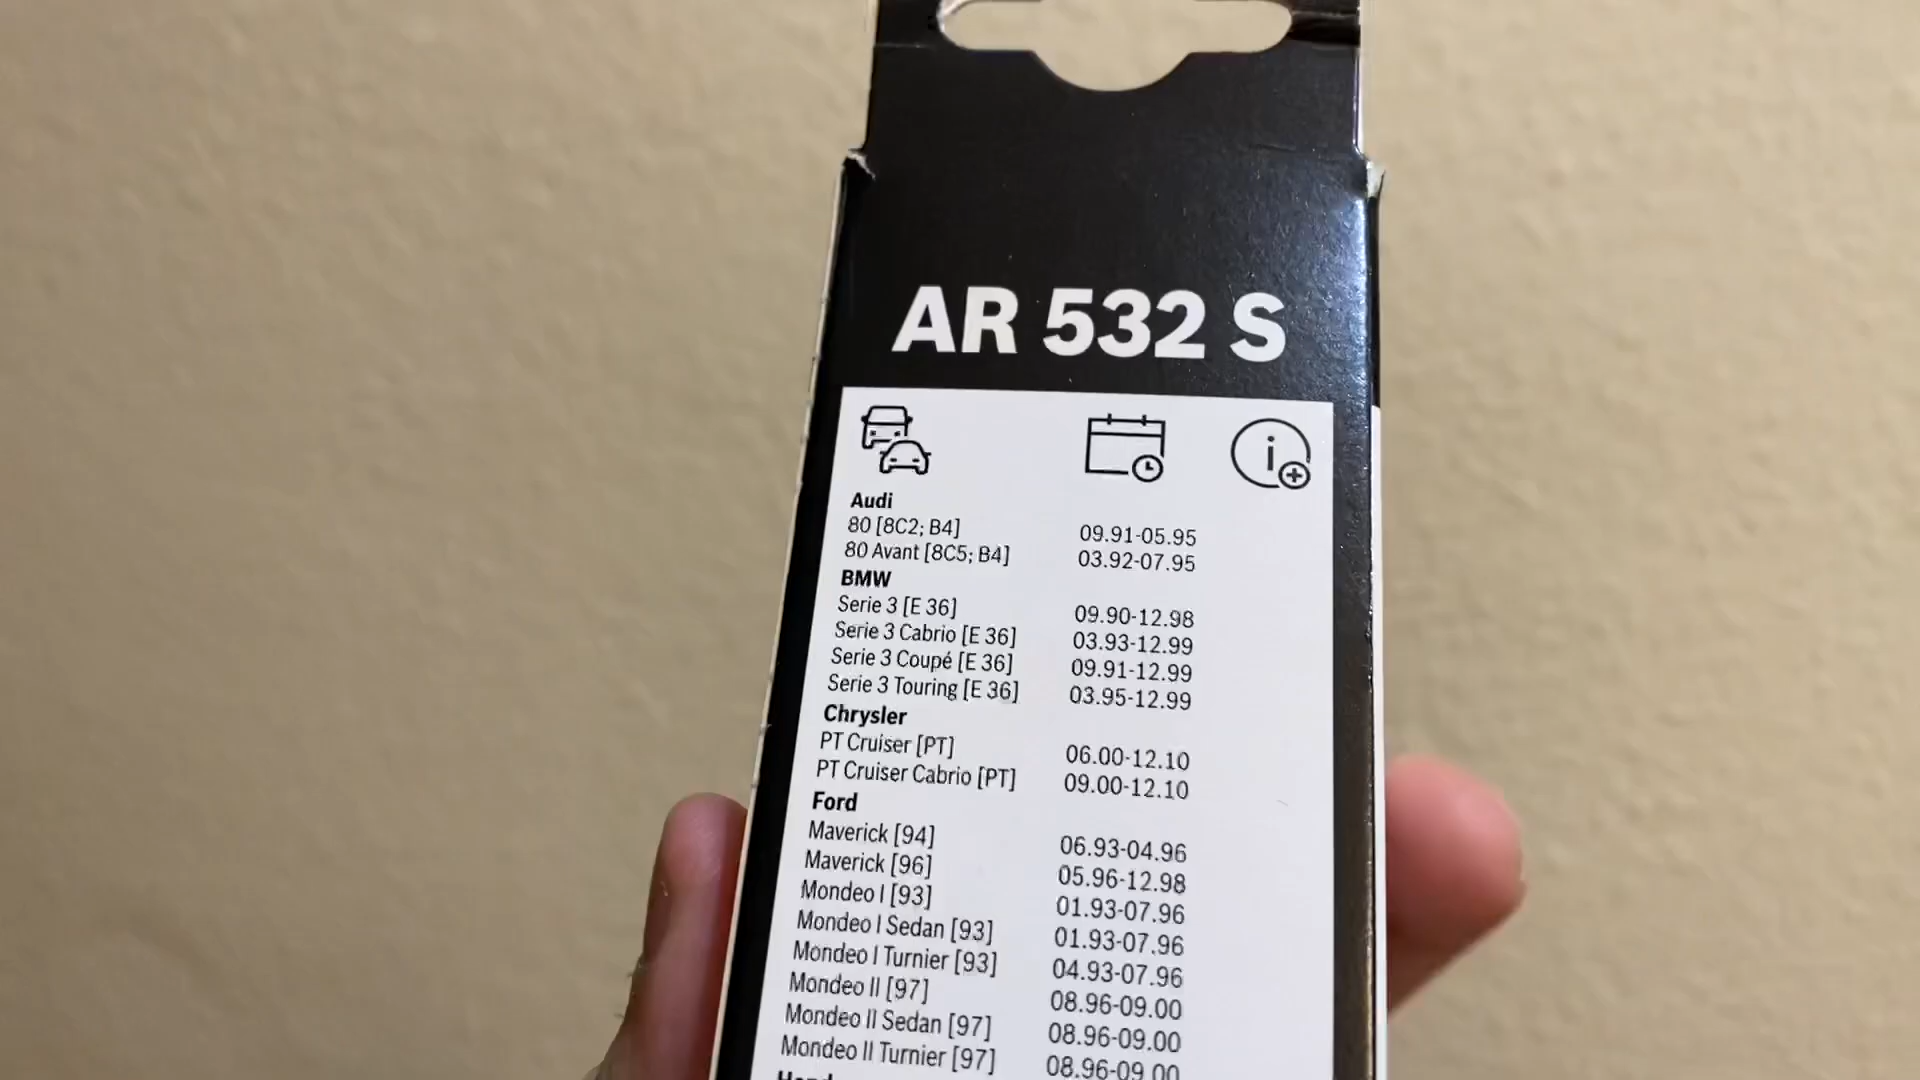 AR 532 S
Audi
80 [8C2; B4] 09.91-05.95
80 Avant [8C5; B4] 03.92-07.95
BMW
Serie 3 [E 36] 09.90-12.98
Serie 3 Cabrio [E 36] 03.93-12.99
Serie 3 Coupé [E 36] 09.91-12.99
Serie 3 Touring [E 36] 03.95-12.99
Chrysler
PT Cruiser [PT] 06.00-12.10
PT Cruiser Cabrio [PT] 09.00-12.10
Ford
Maverick [94] 06.93-04.96
Maverick [96] 05.96-12.98
Mondeo I [93] 01.93-07.96
Mondeo I Sedan [93] 01.93-07.96
Mondeo I Turnier [93] 04.93-07.96
Mondeo II [97] 08.96-09.00
Mondeo II Sedan [97] 08.96-09.00
Mondeo II Turnier [97] 08.96-09.00